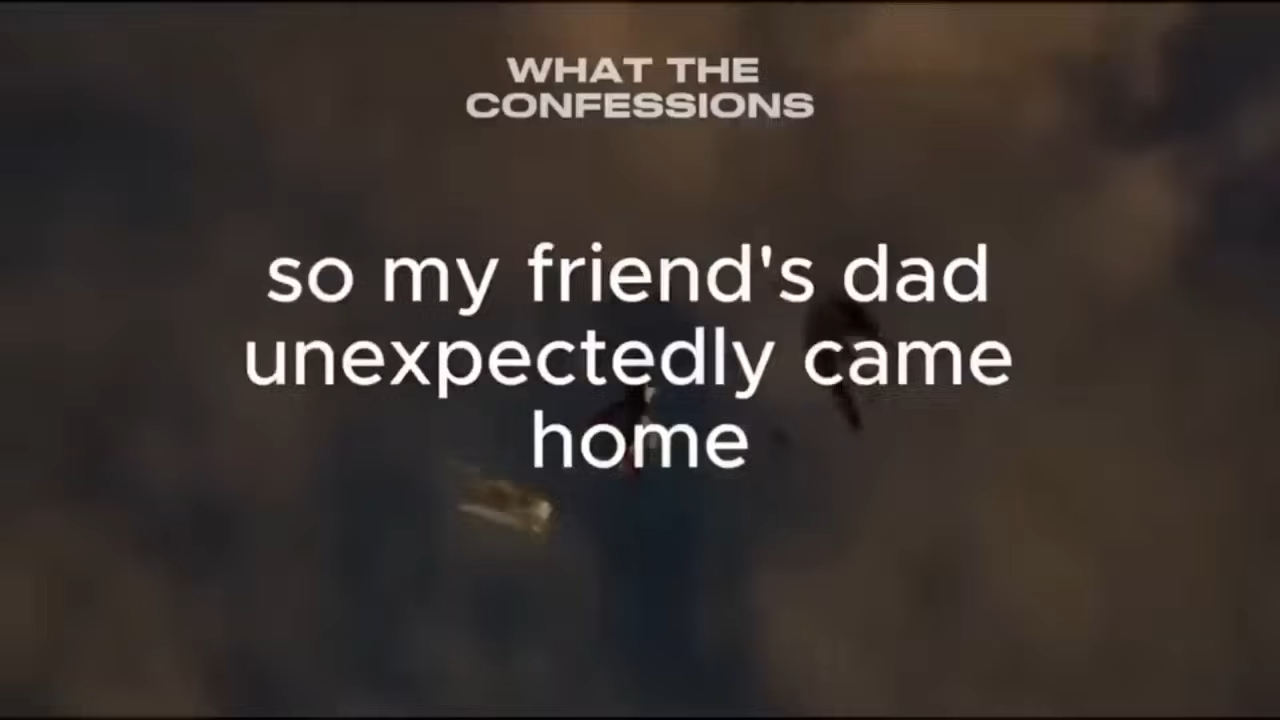 WHAT THE
CONFESSIONS
so my friend's dad
unexpectedly came
home